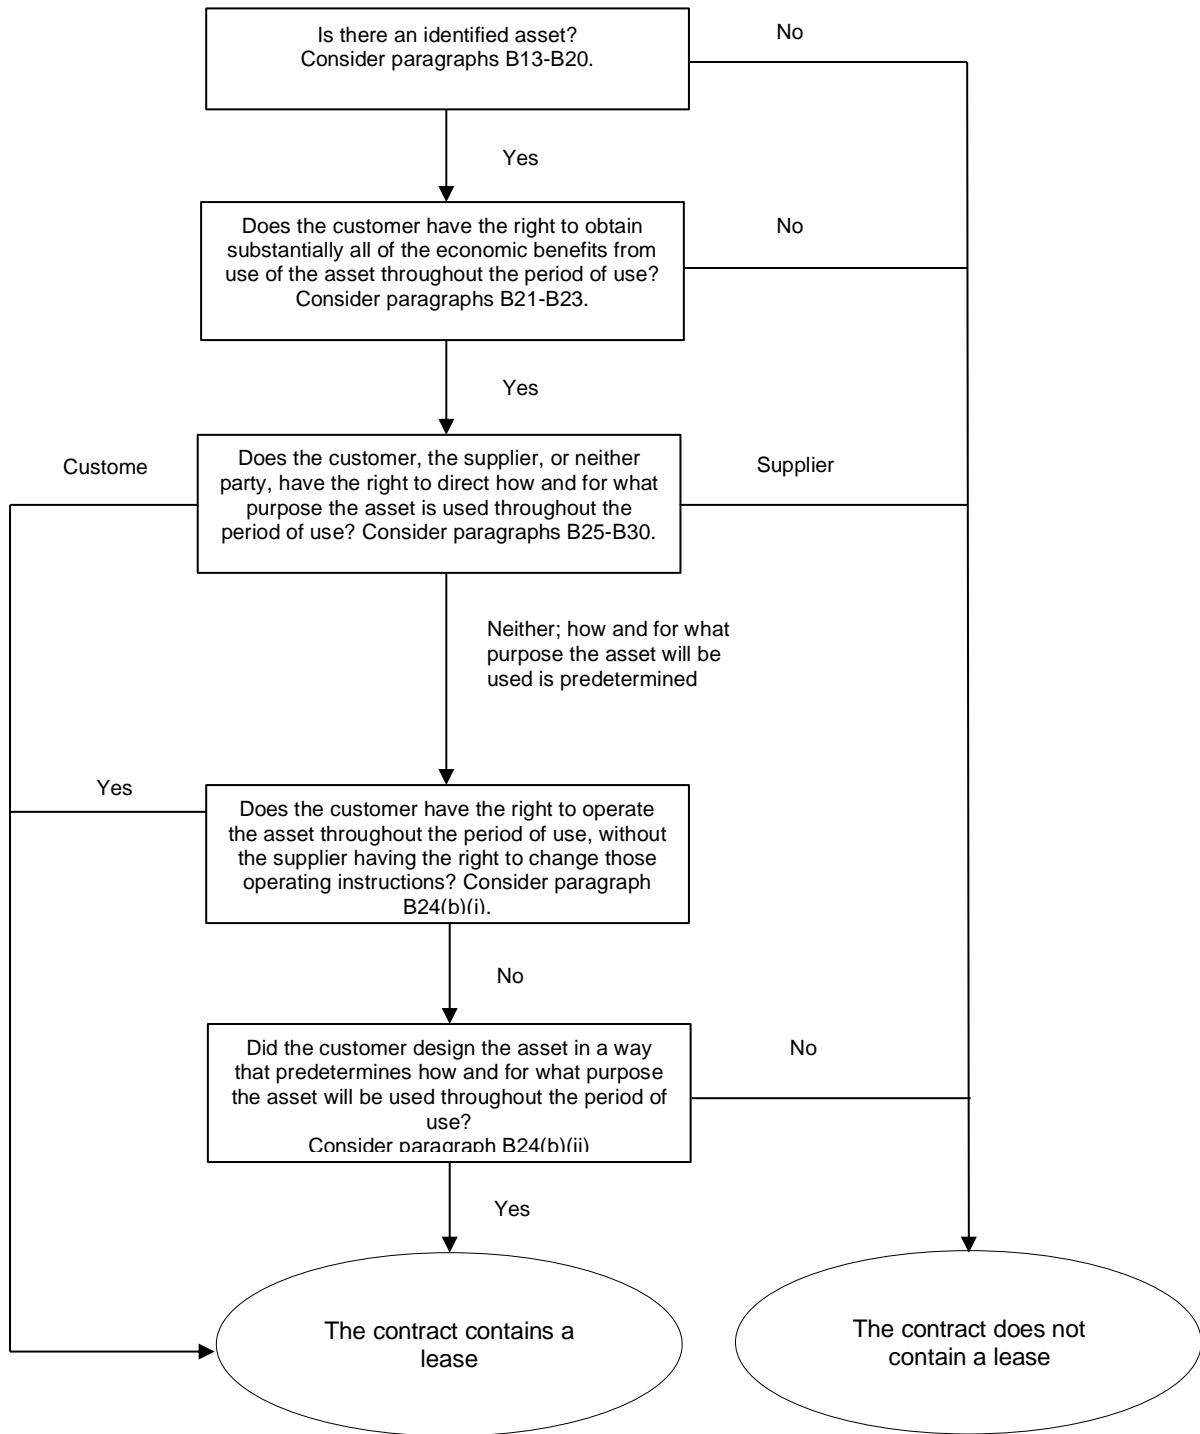 Is there an identified asset?
Consider paragraphs B13-B20.
No
Yes
Does the customer have the right to obtain
substantially all of the economic benefits from
use of the asset throughout the period of use?
Consider paragraphs B21-B23.
No
Yes
Custome
Does the customer, the supplier, or neither
party, have the right to direct how and for what
purpose the asset is used throughout the
period of use? Consider paragraphs B25-B30.
Supplier
Neither; how and for what
purpose the asset will be
used is predetermined
Yes
Does the customer have the right to operate
the asset throughout the period of use, without
the supplier having the right to change those
operating instructions? Consider paragraph
B24(b)(i).
No
Did the customer design the asset in a way
that predetermines how and for what purpose
the asset will be used throughout the period of
use?
Consider paragraph B24(b)(ii)
No
Yes
The contract contains a
lease
The contract does not
contain a lease